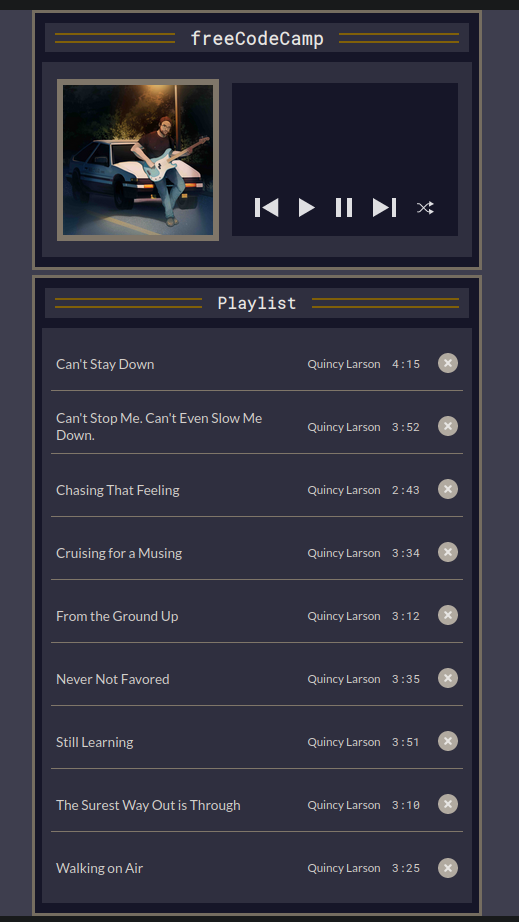 freeCodeCamp
Playlist
Can't Stay Down Quincy Larson 4:15
Can't Stop Me. Can't Even Slow Me
Down. Quincy Larson 3:52
Chasing That Feeling Quincy Larson 2:43
Cruising for a Musing Quincy Larson 3:34
From the Ground Up Quincy Larson 3:12
Never Not Favored Quincy Larson 3:35
Still Learning Quincy Larson 3:51
The Surest Way Out is Through Quincy Larson 3:10
Walking on Air Quincy Larson 3:25